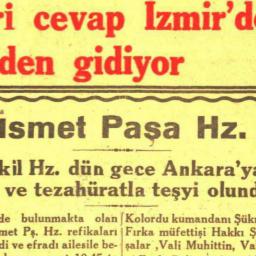 ri cevap İzmir'de
den gidiyor
İsmet Paşa Hz.
kil Hz. dün gece Ankara'ya
ve tezahüratla teşyi olund
de bulunmakta olan
met Pş. Hz. refikaları
di ve efradı ailesile be-
Kolordu kumandanı Şükr
Fırka müfettişi Hakkı Ş
şalar, Vali Muhittin, Va